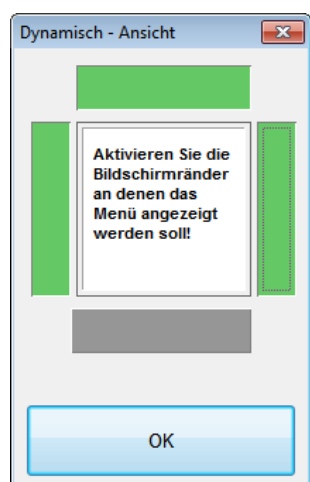 Dynamisch - Ansicht
Aktivieren Sie die
Bildschirmränder
an denen das
Menü angezeigt
werden soll!
OK